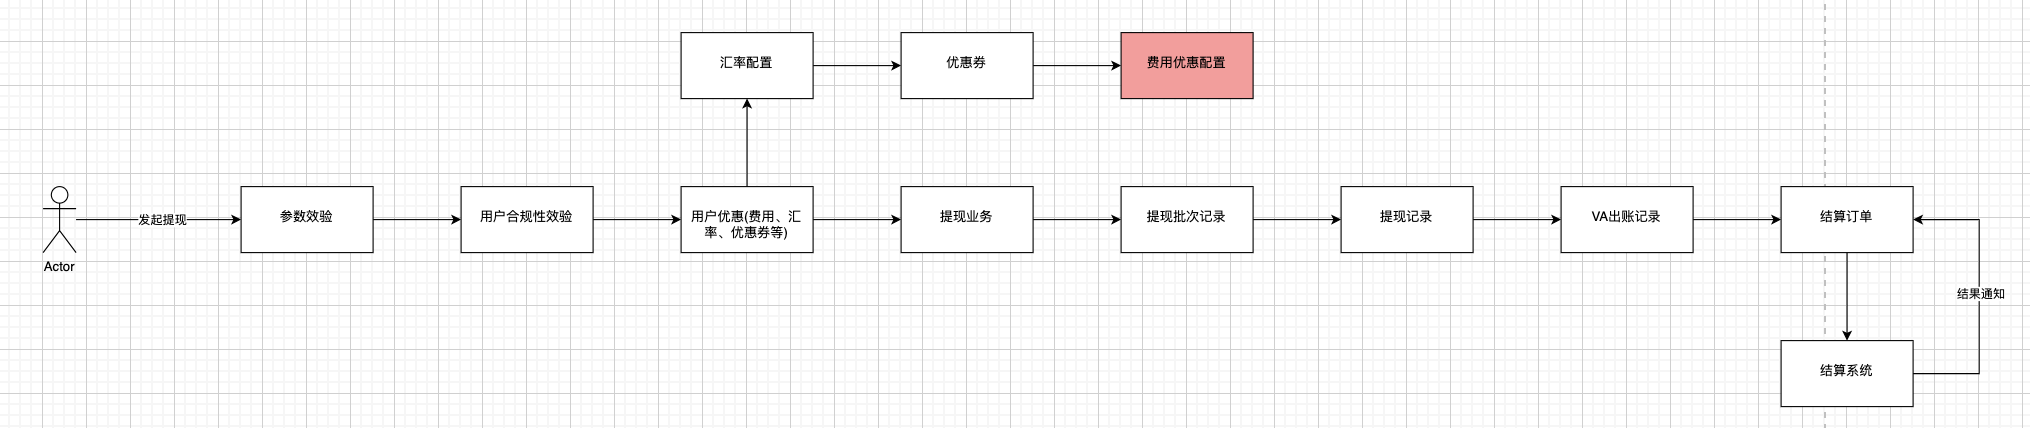 汇率配置
优惠券
费用优惠配置
发起提现
参数效验
用户合规性效验
用户优惠(费用、汇
率、优惠券等)
提现业务
提现批次记录
提现记录
VA出账记录
结算订单
Actor
结果通知
结算系统